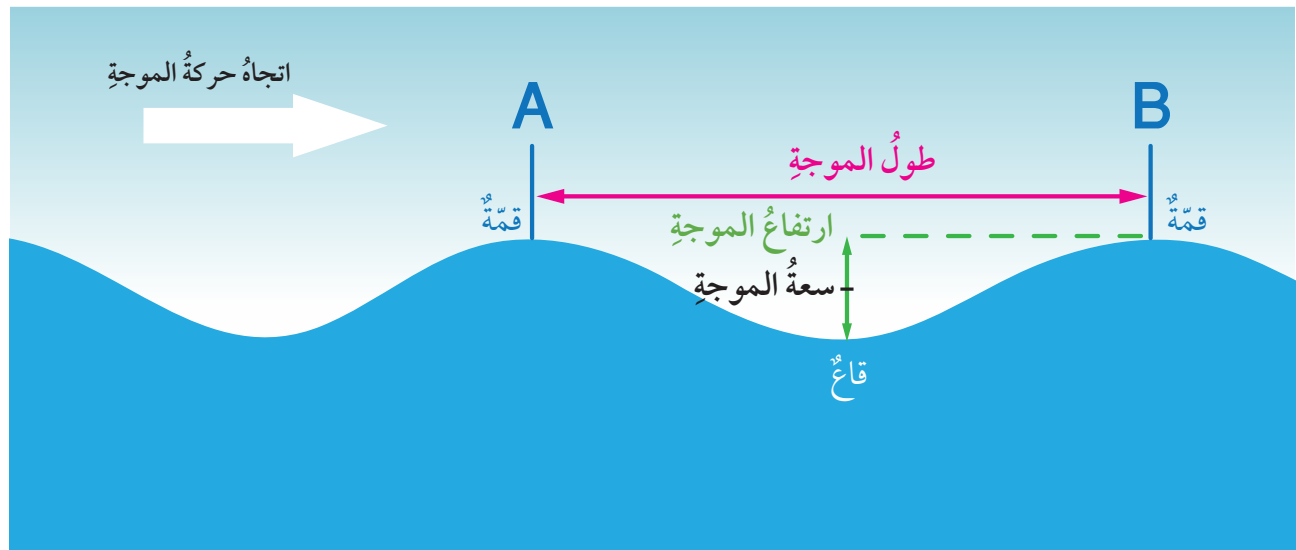 اتجاهُ حركةُ الموجةِ
A
B
طولُ الموجةِ
قمّةٌ
قمّةٌ
ارتفاعُ الموجةِ
سعةُ الموجةِ
قاعٌ